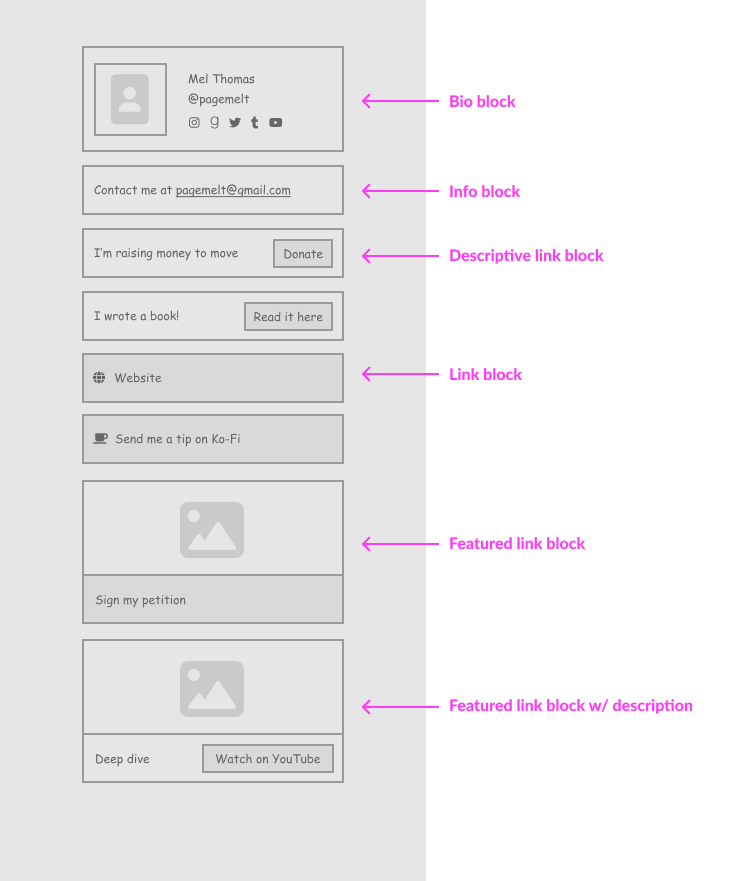 Mel Thomas
@pagemelt
Bio block
Contact me at pagemelt@gmail.com
Info block
I'm raising money to move
Donate
Descriptive link block
I wrote a book!
Read it here
Website
Link block
Send me a tip on Ko-Fi
Featured link block
Sign my petition
Featured link block w/ description
Deep dive
Watch on YouTube